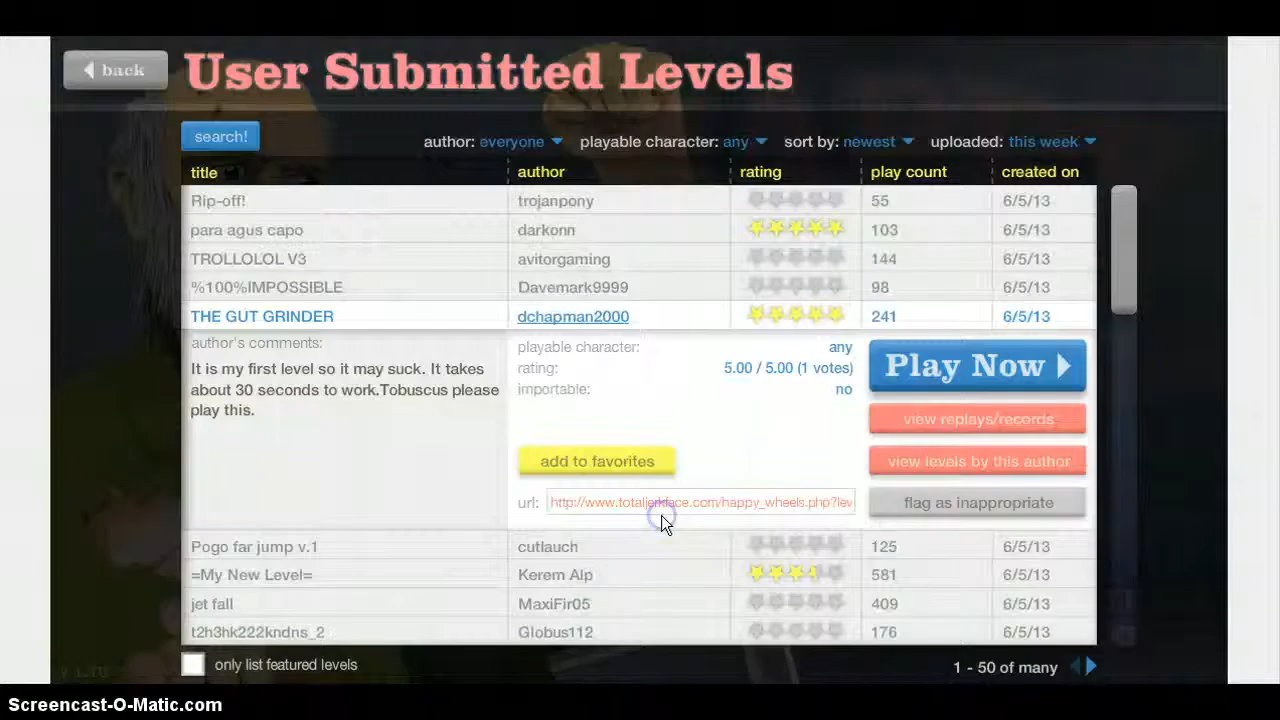 back
User Submitted Levels
search!
author: everyone playable character: any sort by: newest uploaded: this week
title author rating play count created on
Rip-off! trojanpony 55 6/5/13
para agus capo darkonn 103 6/5/13
TROLLOLOL V3 avitorgaming 144 6/5/13
%100%IMPOSSIBLE Davemark9999 98 6/5/13
THE GUT GRINDER dchapman2000 241 6/5/13
author's comments:
It is my first level so it may suck. It takes
about 30 seconds to work.Tobuscus please
play this.
playable character: any
rating: 5.00 / 5.00 (1 votes)
importable: no
add to favorites
url: http://www.totaljerkface.com/happy_wheels.php?lev
Play Now
view replays/records
view levels by this author
flag as inappropriate
Pogo far jump v.1 cutlauch 125 6/5/13
=My New Level= Kerem Alp 581 6/5/13
jet fall MaxiFir05 409 6/5/13
t2h3hk222kndns_2 Globus112 176 6/5/13
only list featured levels
1 - 50 of many
Screencast-O-Matic.com